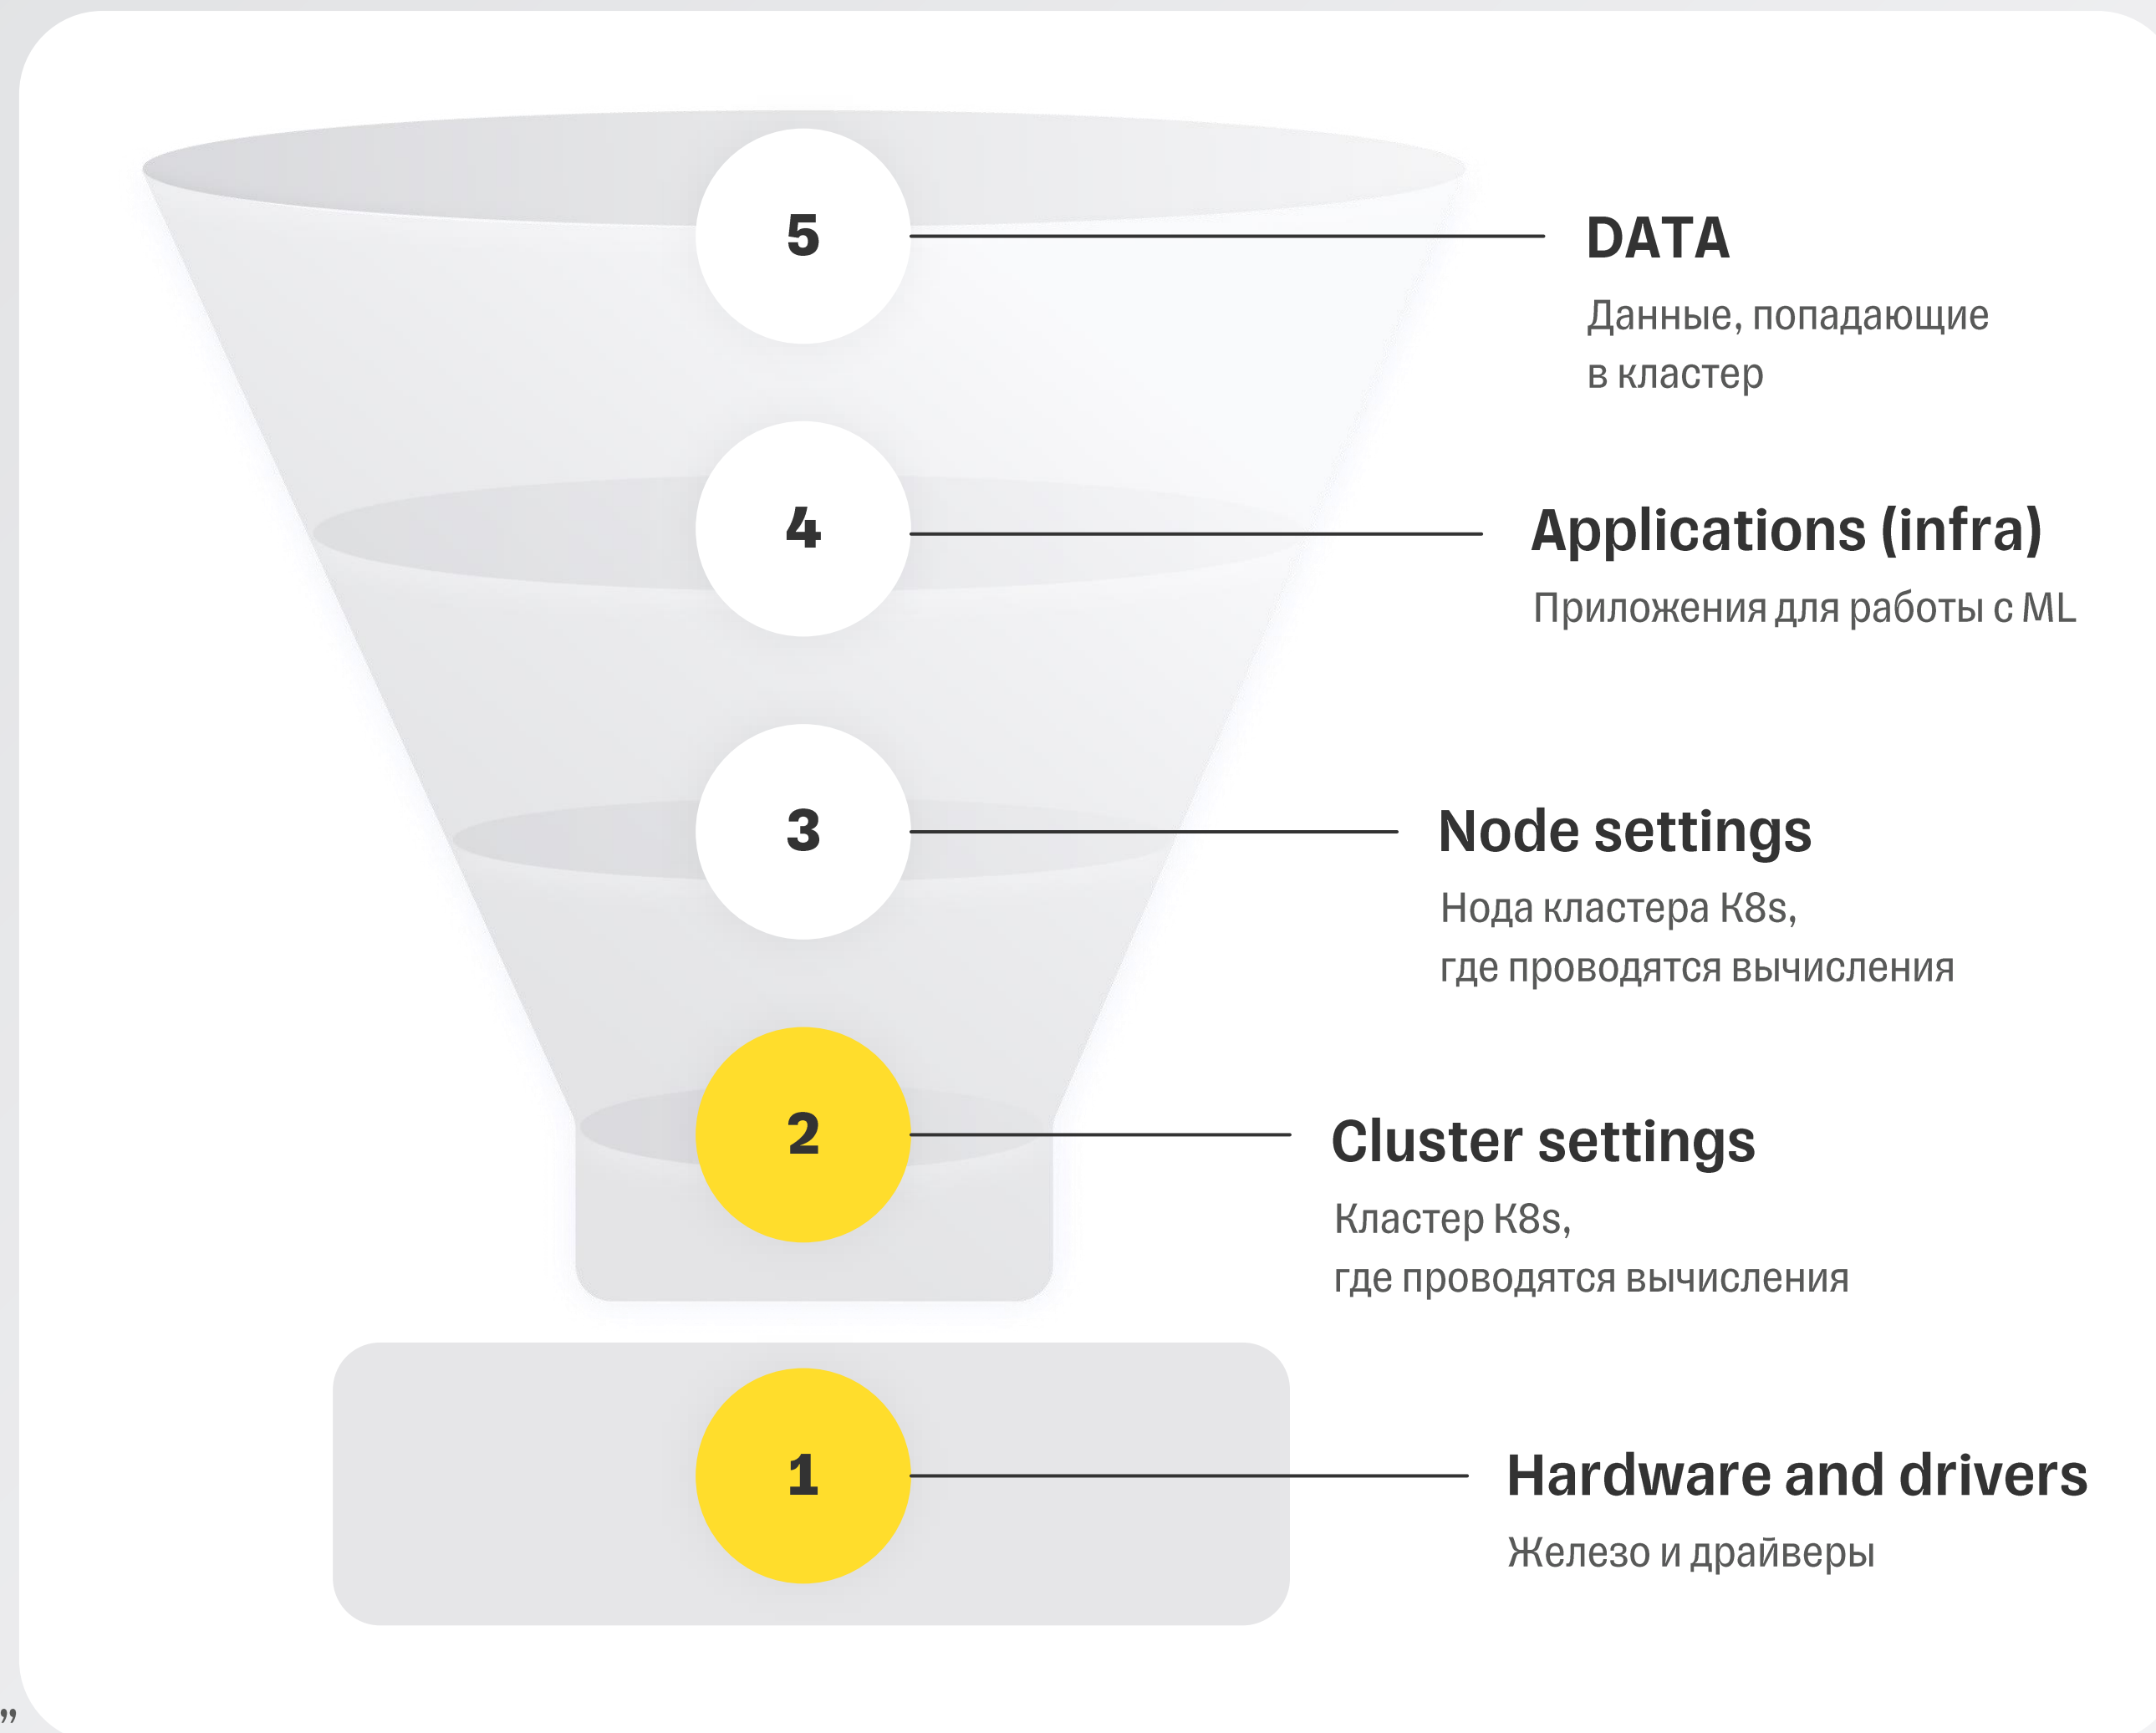 5
DATA
Данные, попадающие
в кластер
4
Applications (infra)
Приложения для работы с ML
3
Node settings
Нода кластера K8s,
где проводятся вычисления
2
Cluster settings
Кластер K8s,
где проводятся вычисления
1
Hardware and drivers
Железо и драйверы
”